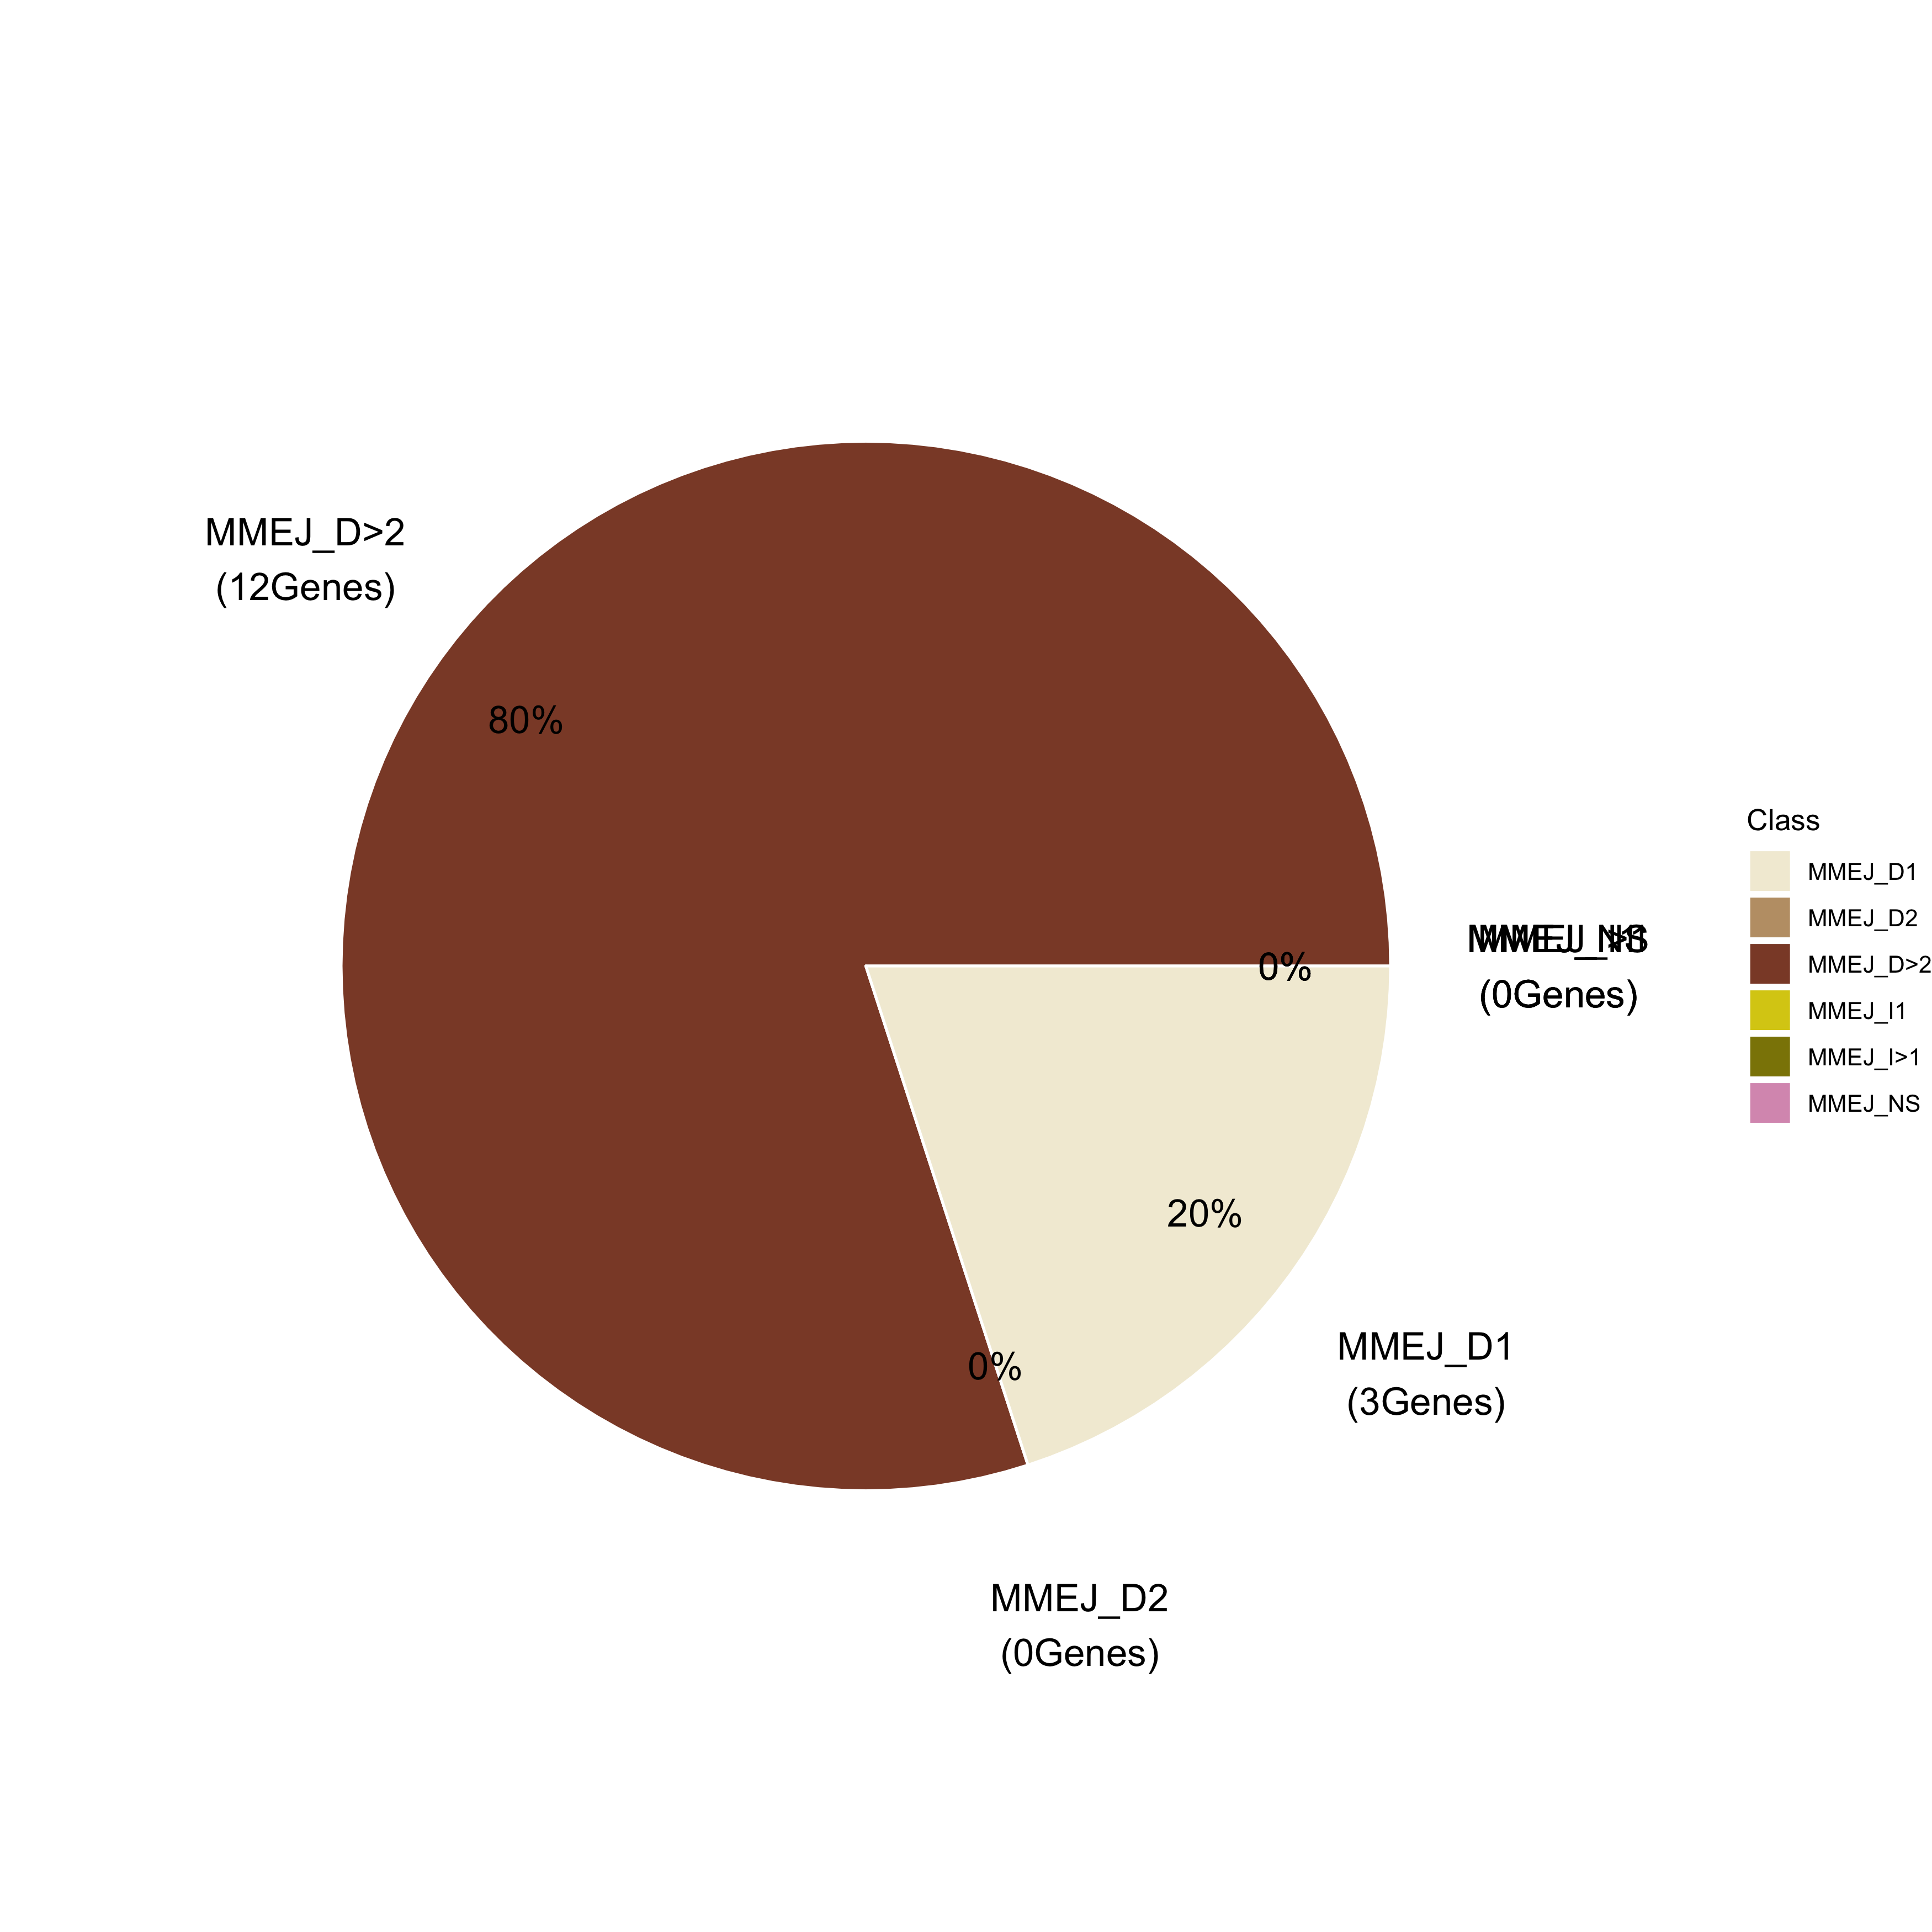 MMEJ_D>2
(12Genes)
80%
0%
(0Genes)
20%
MMEJ_D1
(3Genes)
0%
MMEJ_D2
(0Genes)
Class
MMEJ_D1
MMEJ_D2
MMEJ_D>2
MMEJ_I1
MMEJ_I>1
MMEJ_NS